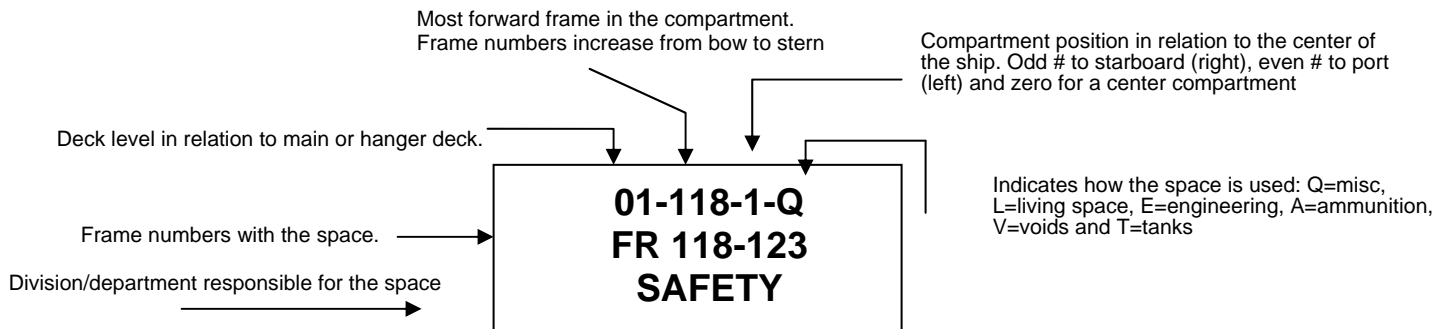 Most forward frame in the compartment.
Frame numbers increase from bow to stern
Compartment position in relation to the center of
the ship. Odd # to starboard (right), even # to port
(left) and zero for a center compartment
Deck level in relation to main or hanger deck.
01-118-1-Q
FR 118-123
SAFETY
Indicates how the space is used: Q=misc,
L=living space, E=engineering, A=ammunition,
V=voids and T=tanks
Frame numbers with the space.
Division/department responsible for the space